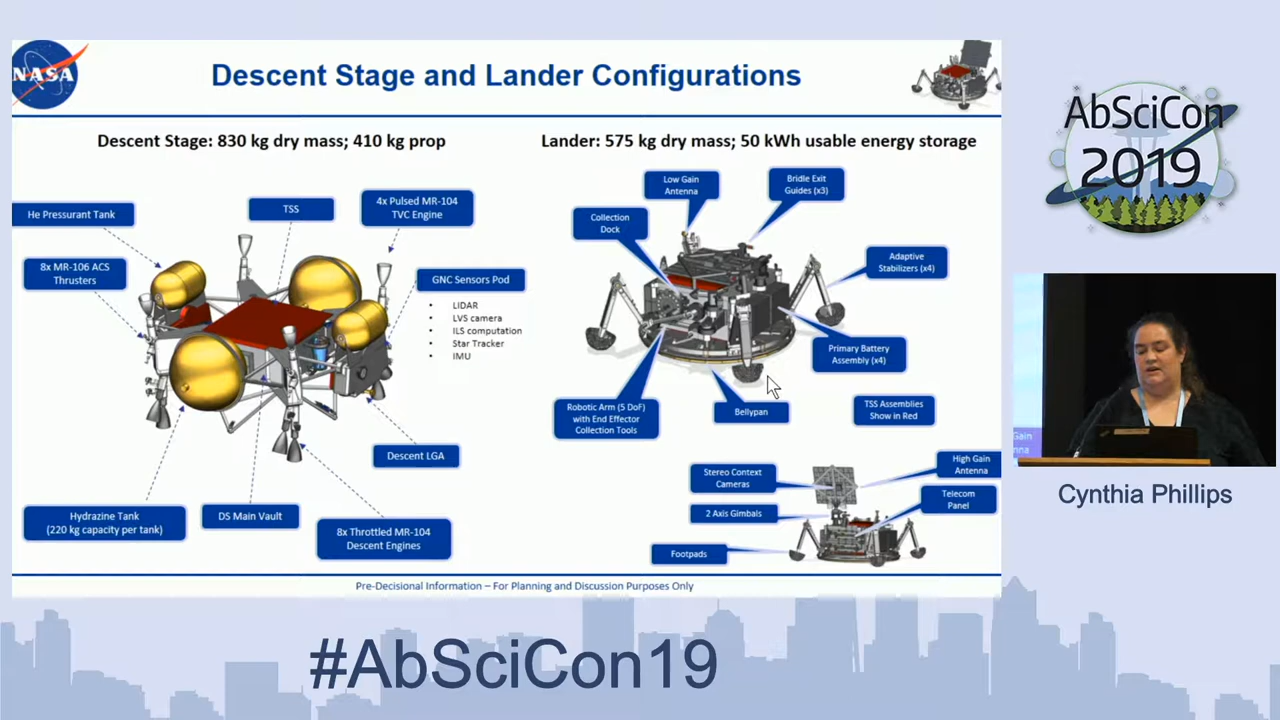 NASA
Descent Stage and Lander Configurations
Descent Stage: 830 kg dry mass; 410 kg prop
He Pressurant Tank
TSS
4x Pulsed MR-104
TVC Engine
8x MR-106 ACS
Thrusters
GNC Sensors Pod
• LIDAR
• LVS camera
• ILS computation
• Star Tracker
• IMU
Descent LGA
Hydrazine Tank
(220 kg capacity per tank)
DS Main Vault
8x Throttled MR-104
Descent Engines
Lander: 575 kg dry mass; 50 kWh usable energy storage
Low Gain
Antenna
Bridle Exit
Guides (x3)
Collection
Dock
Adaptive
Stabilizers (x4)
Primary Battery
Assembly (x4)
Robotic Arm (5 DoF)
with End Effector
Collection Tools
Bellypan
TSS Assemblies
Show in Red
Stereo Context
Cameras
High Gain
Antenna
2 Axis Gimbals
Telecom
Panel
Footpads
Pre-Decisional Information – For Planning and Discussion Purposes Only
AbSciCon
2019
Gain
nna
Cynthia Phillips
#AbSciCon19